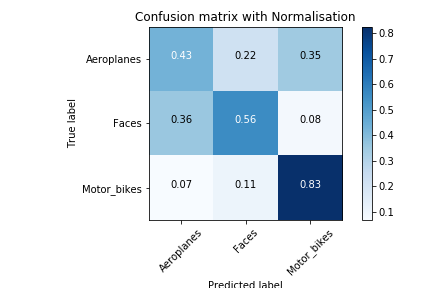 Confusion matrix with Normalisation
True label
Aeroplanes 0.43 0.22 0.35
Faces 0.36 0.56 0.08
Motor_bikes 0.07 0.11 0.83
Aeroplanes Faces Motor_bikes
Predicted label
0.8
0.7
0.6
0.5
0.4
0.3
0.2
0.1